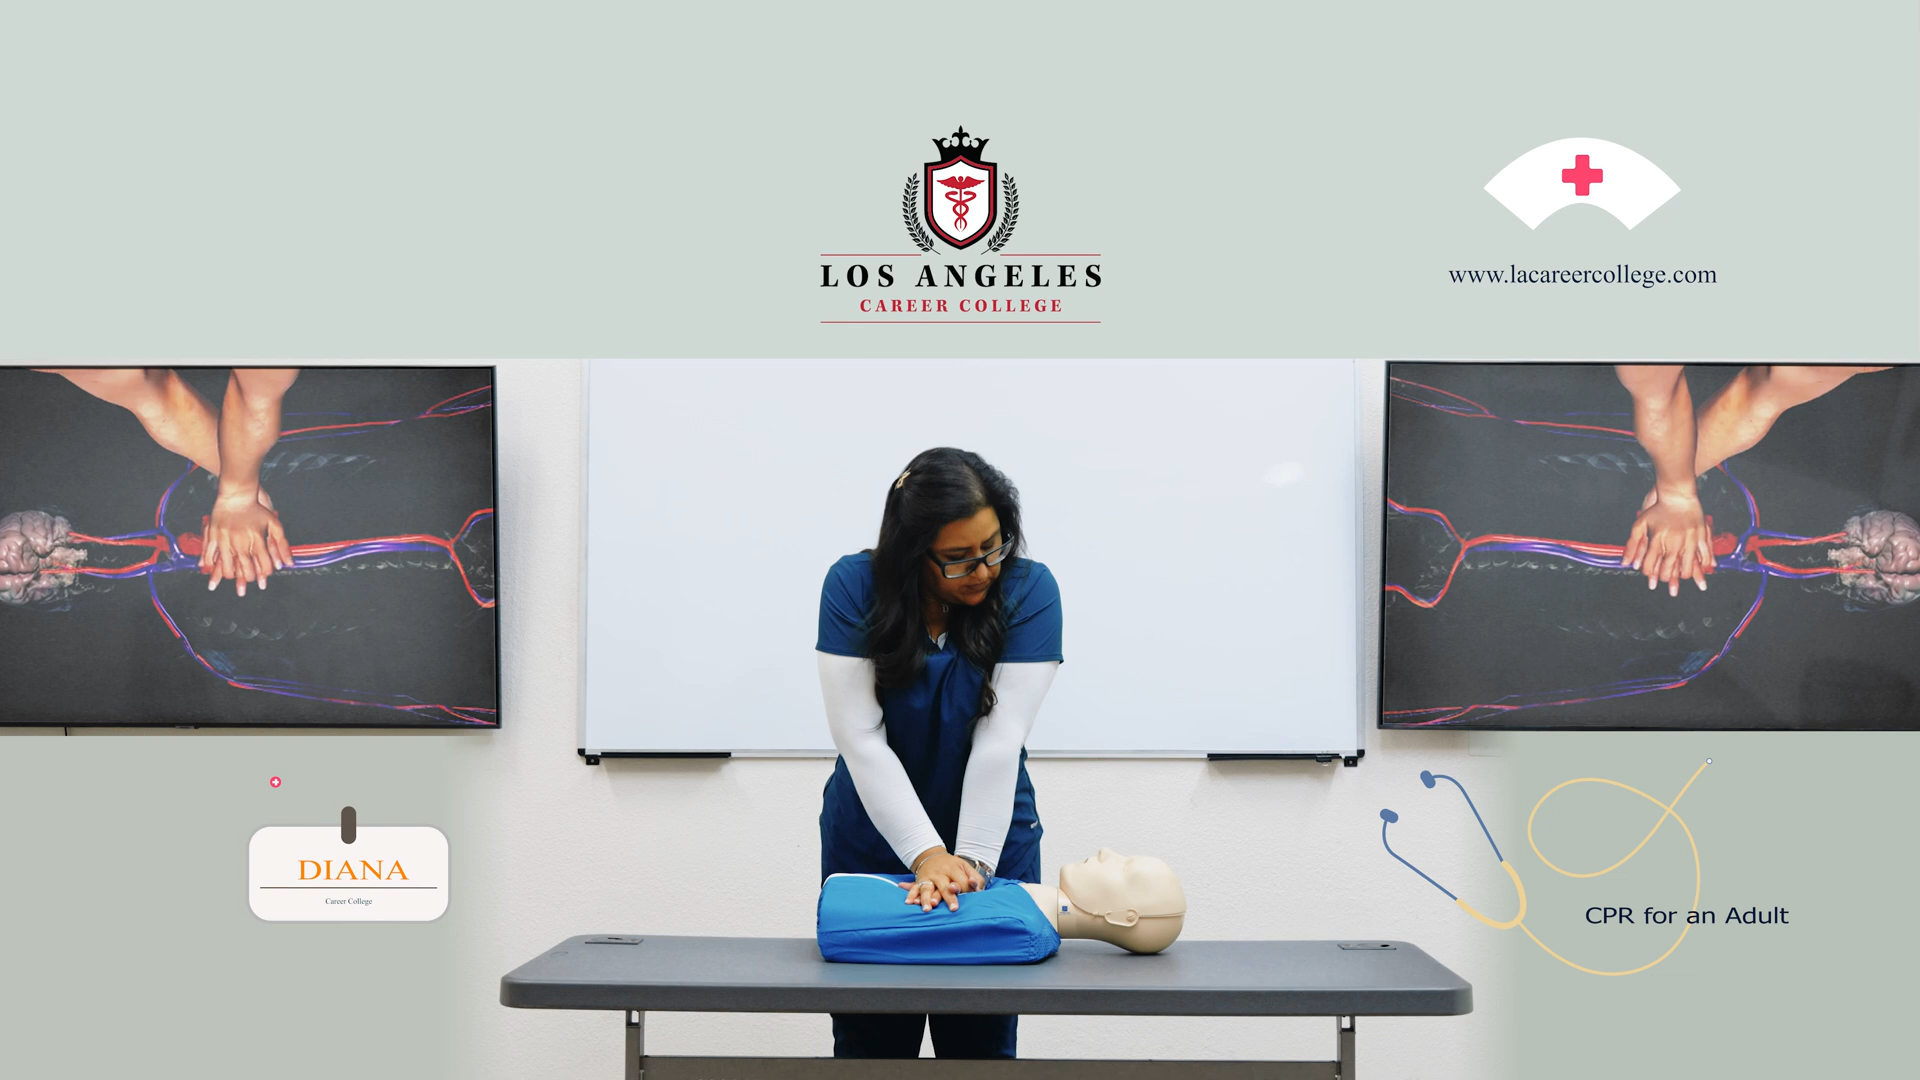 LOS ANGELES
CAREER COLLEGE
www.lacareercollege.com
DIANA
Career College
CPR for an Adult